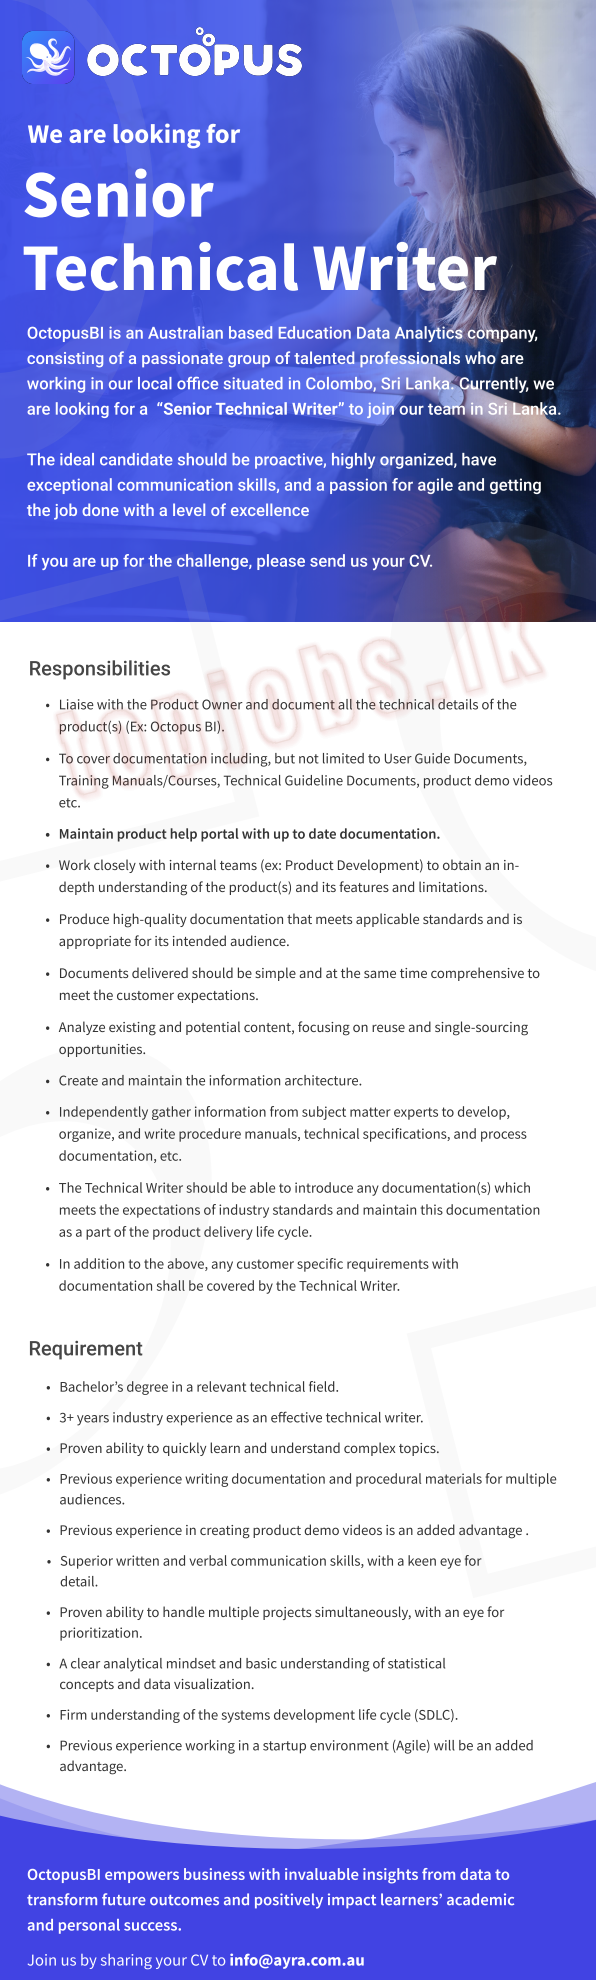 OCTOPUS
We are looking for
Senior
Technical Writer
OctopusBI is an Australian based Education Data Analytics company,
consisting of a passionate group of talented professionals who are
working in our local office situated in Colombo, Sri Lanka. Currently, we
are looking for a “Senior Technical Writer” to join our team in Sri Lanka.
The ideal candidate should be proactive, highly organized, have
exceptional communication skills, and a passion for agile and getting
the job done with a level of excellence
If you are up for the challenge, please send us your CV.
topjobs.lk
Responsibilities
• Liaise with the Product Owner and document all the technical details of the
product(s) (Ex: Octopus BI).
• To cover documentation including, but not limited to User Guide Documents,
Training Manuals/Courses, Technical Guideline Documents, product demo videos
etc.
• Maintain product help portal with up to date documentation.
• Work closely with internal teams (ex: Product Development) to obtain an in-
depth understanding of the product(s) and its features and limitations.
• Produce high-quality documentation that meets applicable standards and is
appropriate for its intended audience.
• Documents delivered should be simple and at the same time comprehensive to
meet the customer expectations.
• Analyze existing and potential content, focusing on reuse and single-sourcing
opportunities.
• Create and maintain the information architecture.
• Independently gather information from subject matter experts to develop,
organize, and write procedure manuals, technical specifications, and process
documentation, etc.
• The Technical Writer should be able to introduce any documentation(s) which
meets the expectations of industry standards and maintain this documentation
as a part of the product delivery life cycle.
• In addition to the above, any customer specific requirements with
documentation shall be covered by the Technical Writer.
Requirement
• Bachelor’s degree in a relevant technical field.
• 3+ years industry experience as an effective technical writer.
• Proven ability to quickly learn and understand complex topics.
• Previous experience writing documentation and procedural materials for multiple
audiences.
• Previous experience in creating product demo videos is an added advantage .
• Superior written and verbal communication skills, with a keen eye for
detail.
• Proven ability to handle multiple projects simultaneously, with an eye for
prioritization.
• A clear analytical mindset and basic understanding of statistical
concepts and data visualization.
• Firm understanding of the systems development life cycle (SDLC).
• Previous experience working in a startup environment (Agile) will be an added
advantage.
OctopusBI empowers business with invaluable insights from data to
transform future outcomes and positively impact learners’ academic
and personal success.
Join us by sharing your CV to info@ayra.com.au